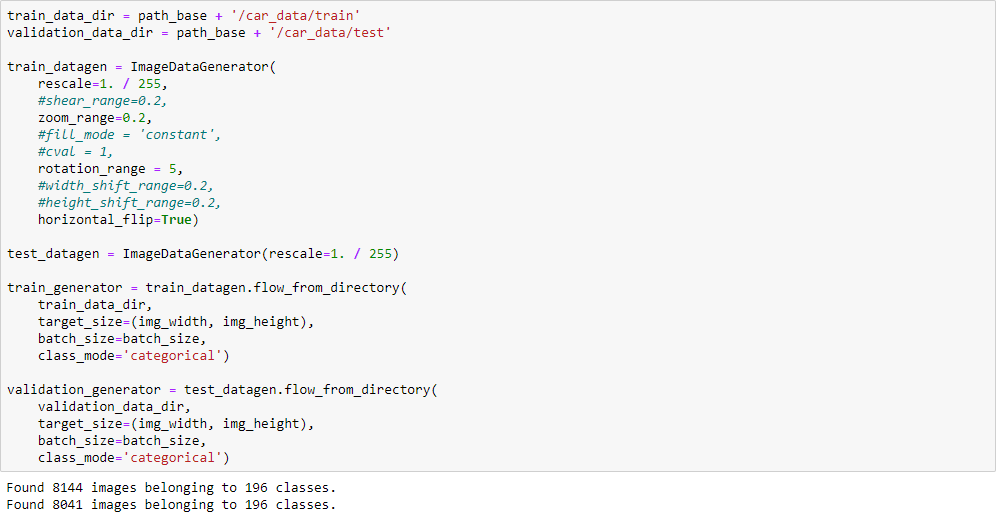 train_data_dir = path_base + '/car_data/train'
validation_data_dir = path_base + '/car_data/test'
train_datagen = ImageDataGenerator(
    rescale=1. / 255,
    #shear_range=0.2,
    zoom_range=0.2,
    #fill_mode = 'constant',
    #cval = 1,
    rotation_range = 5,
    #width_shift_range=0.2,
    #height_shift_range=0.2,
    horizontal_flip=True)
test_datagen = ImageDataGenerator(rescale=1. / 255)
train_generator = train_datagen.flow_from_directory(
    train_data_dir,
    target_size=(img_width, img_height),
    batch_size=batch_size,
    class_mode='categorical')
validation_generator = test_datagen.flow_from_directory(
    validation_data_dir,
    target_size=(img_width, img_height),
    batch_size=batch_size,
    class_mode='categorical')
Found 8144 images belonging to 196 classes.
Found 8041 images belonging to 196 classes.